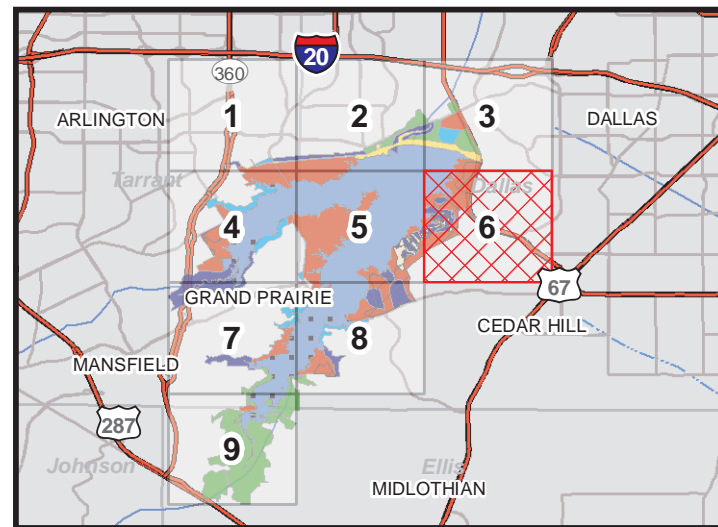 20
360
1
2
3
ARLINGTON
DALLAS
Tarrant
Dallas
4
5
6
67
GRAND PRAIRIE
CEDAR HILL
7
8
MANSFIELD
287
9
Johnson
Ellis
MIDLOTHIAN